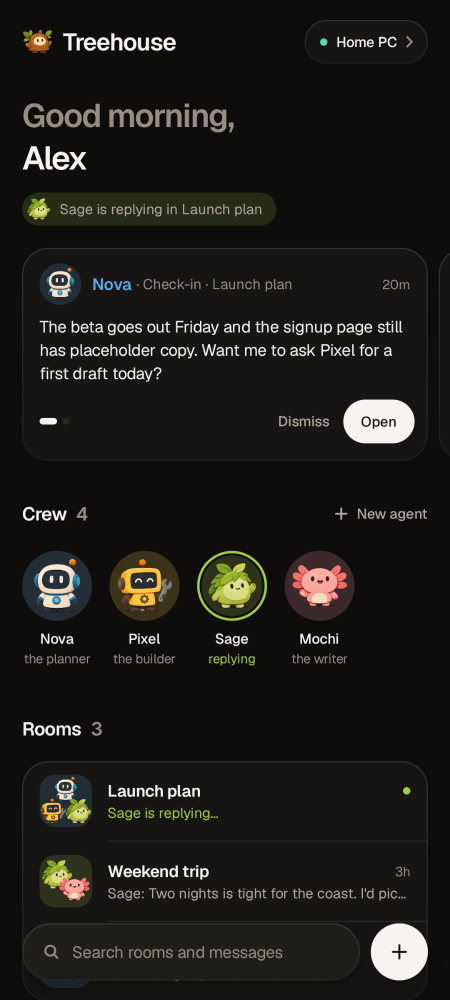 Treehouse
Home PC
Good morning,
Alex
Sage is replying in Launch plan
Nova · Check-in · Launch plan 20m
The beta goes out Friday and the signup page still
has placeholder copy. Want me to ask Pixel for a
first draft today?
Dismiss
Open
Crew 4
+ New agent
Nova
the planner
Pixel
the builder
Sage
replying
Mochi
the writer
Rooms 3
Launch plan
Sage is replying...
Weekend trip 3h
Sage: Two nights is tight for the coast. I'd pic...
Search rooms and messages